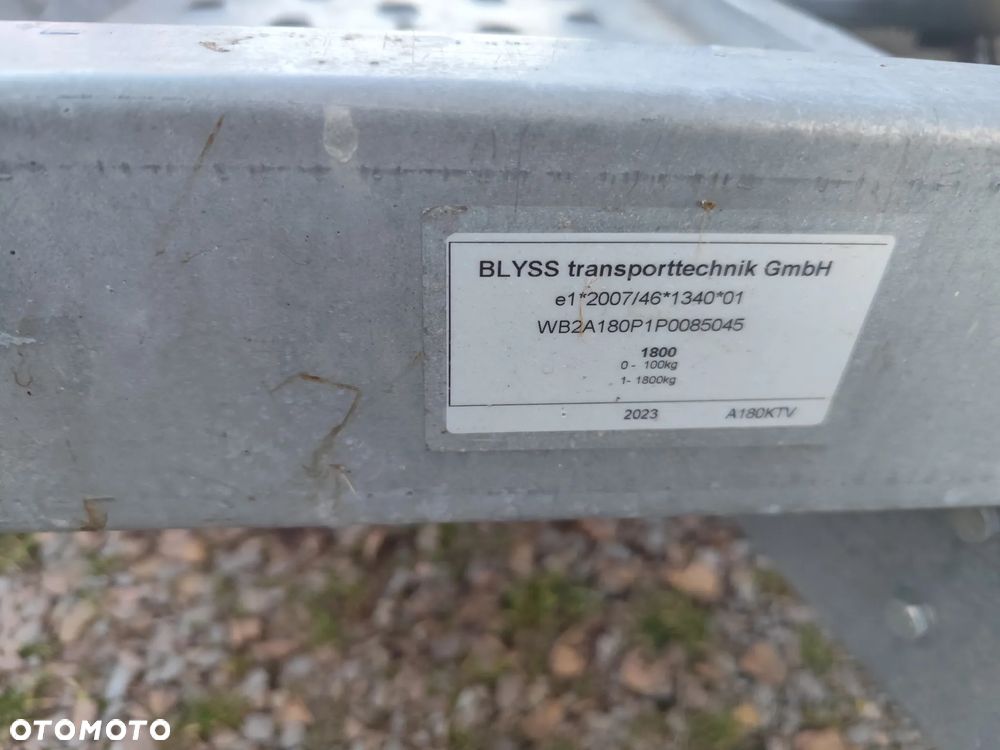 BLYSS transporttechnik GmbH
e1*2007/46*1340*01
WB2A180P1P0085045
1800
0 - 100kg
1- 1800kg
2023 A180KTV
OTOMOTO